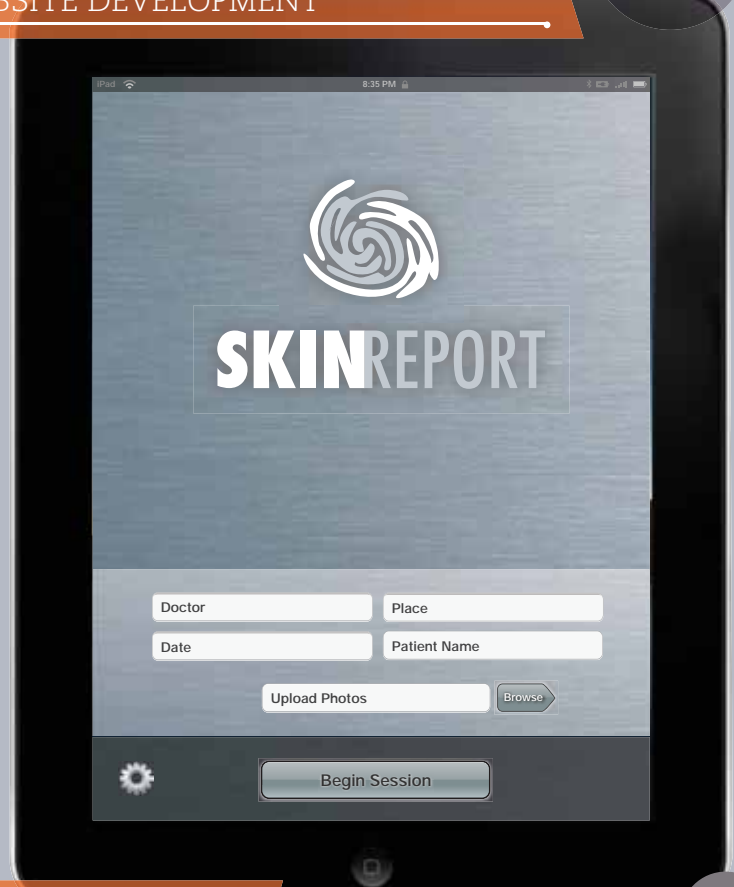 SITE DEVELOPMENT
iPad 8:35 PM
SKINREPORT
Doctor Place
Date Patient Name
Upload Photos Browse
Begin Session